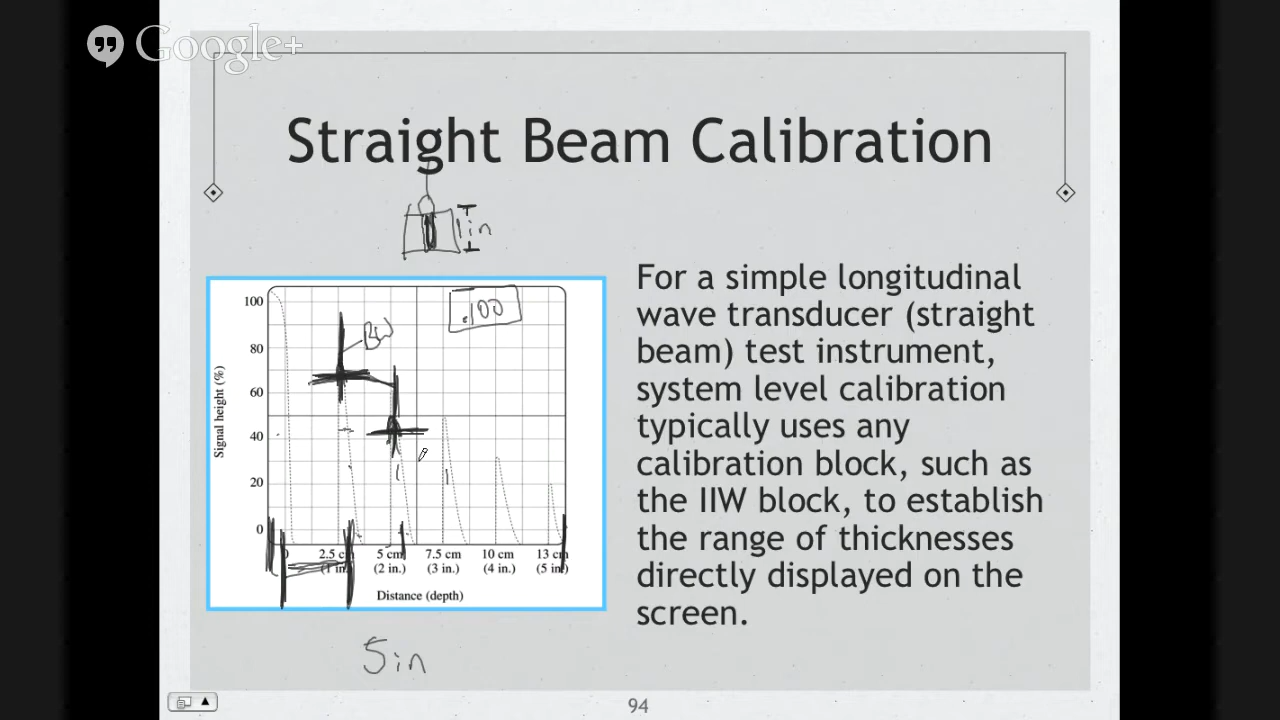 Google+
Straight Beam Calibration
1in
For a simple longitudinal
wave transducer (straight
beam) test instrument,
system level calibration
typically uses any
calibration block, such as
the IIW block, to establish
the range of thicknesses
directly displayed on the
screen.
Signal height (%)
100
80
60
40
20
0
.100
BW
0 2.5 cm 5 cm 7.5 cm 10 cm 13 cm
(1 in.) (2 in.) (3 in.) (4 in.) (5 in.)
Distance (depth)
5in
94